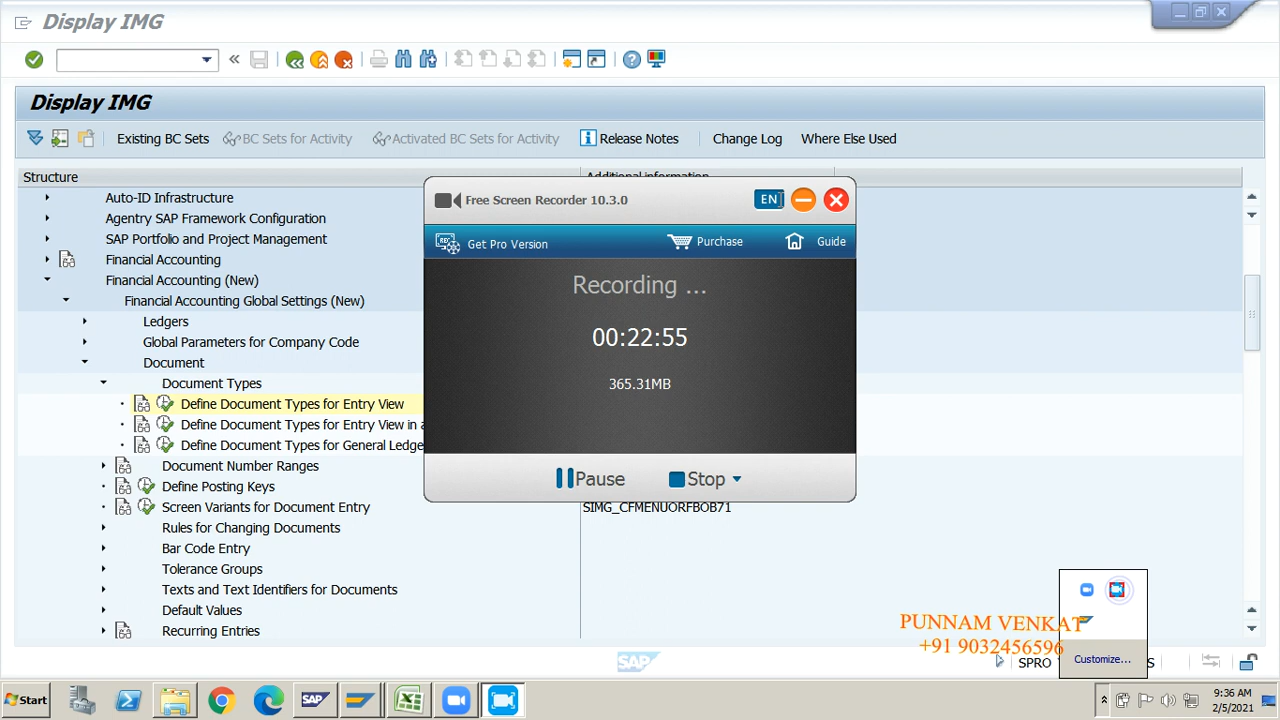 Display IMG
Display IMG
Existing BC Sets
BC Sets for Activity
Activated BC Sets for Activity
Release Notes
Change Log
Where Else Used
Structure
Additional information
Auto-ID Infrastructure
Agentry SAP Framework Configuration
SAP Portfolio and Project Management
Financial Accounting
Financial Accounting (New)
Financial Accounting Global Settings (New)
Ledgers
Global Parameters for Company Code
Document
Document Types
Define Document Types for Entry View
Define Document Types for Entry View in a
Define Document Types for General Ledge
Document Number Ranges
Define Posting Keys
Screen Variants for Document Entry
SIMG_CFMENUORFBOB71
Rules for Changing Documents
Bar Code Entry
Tolerance Groups
Texts and Text Identifiers for Documents
Default Values
Recurring Entries
Free Screen Recorder 10.3.0
EN
Get Pro Version
Purchase
Guide
Recording ...
00:22:55
365.31MB
Pause
Stop
PUNNAM VENKAT
+91 9032456596
Customize...
SAP
SPRO
S
Start
SAP
9:36 AM
2/5/2021